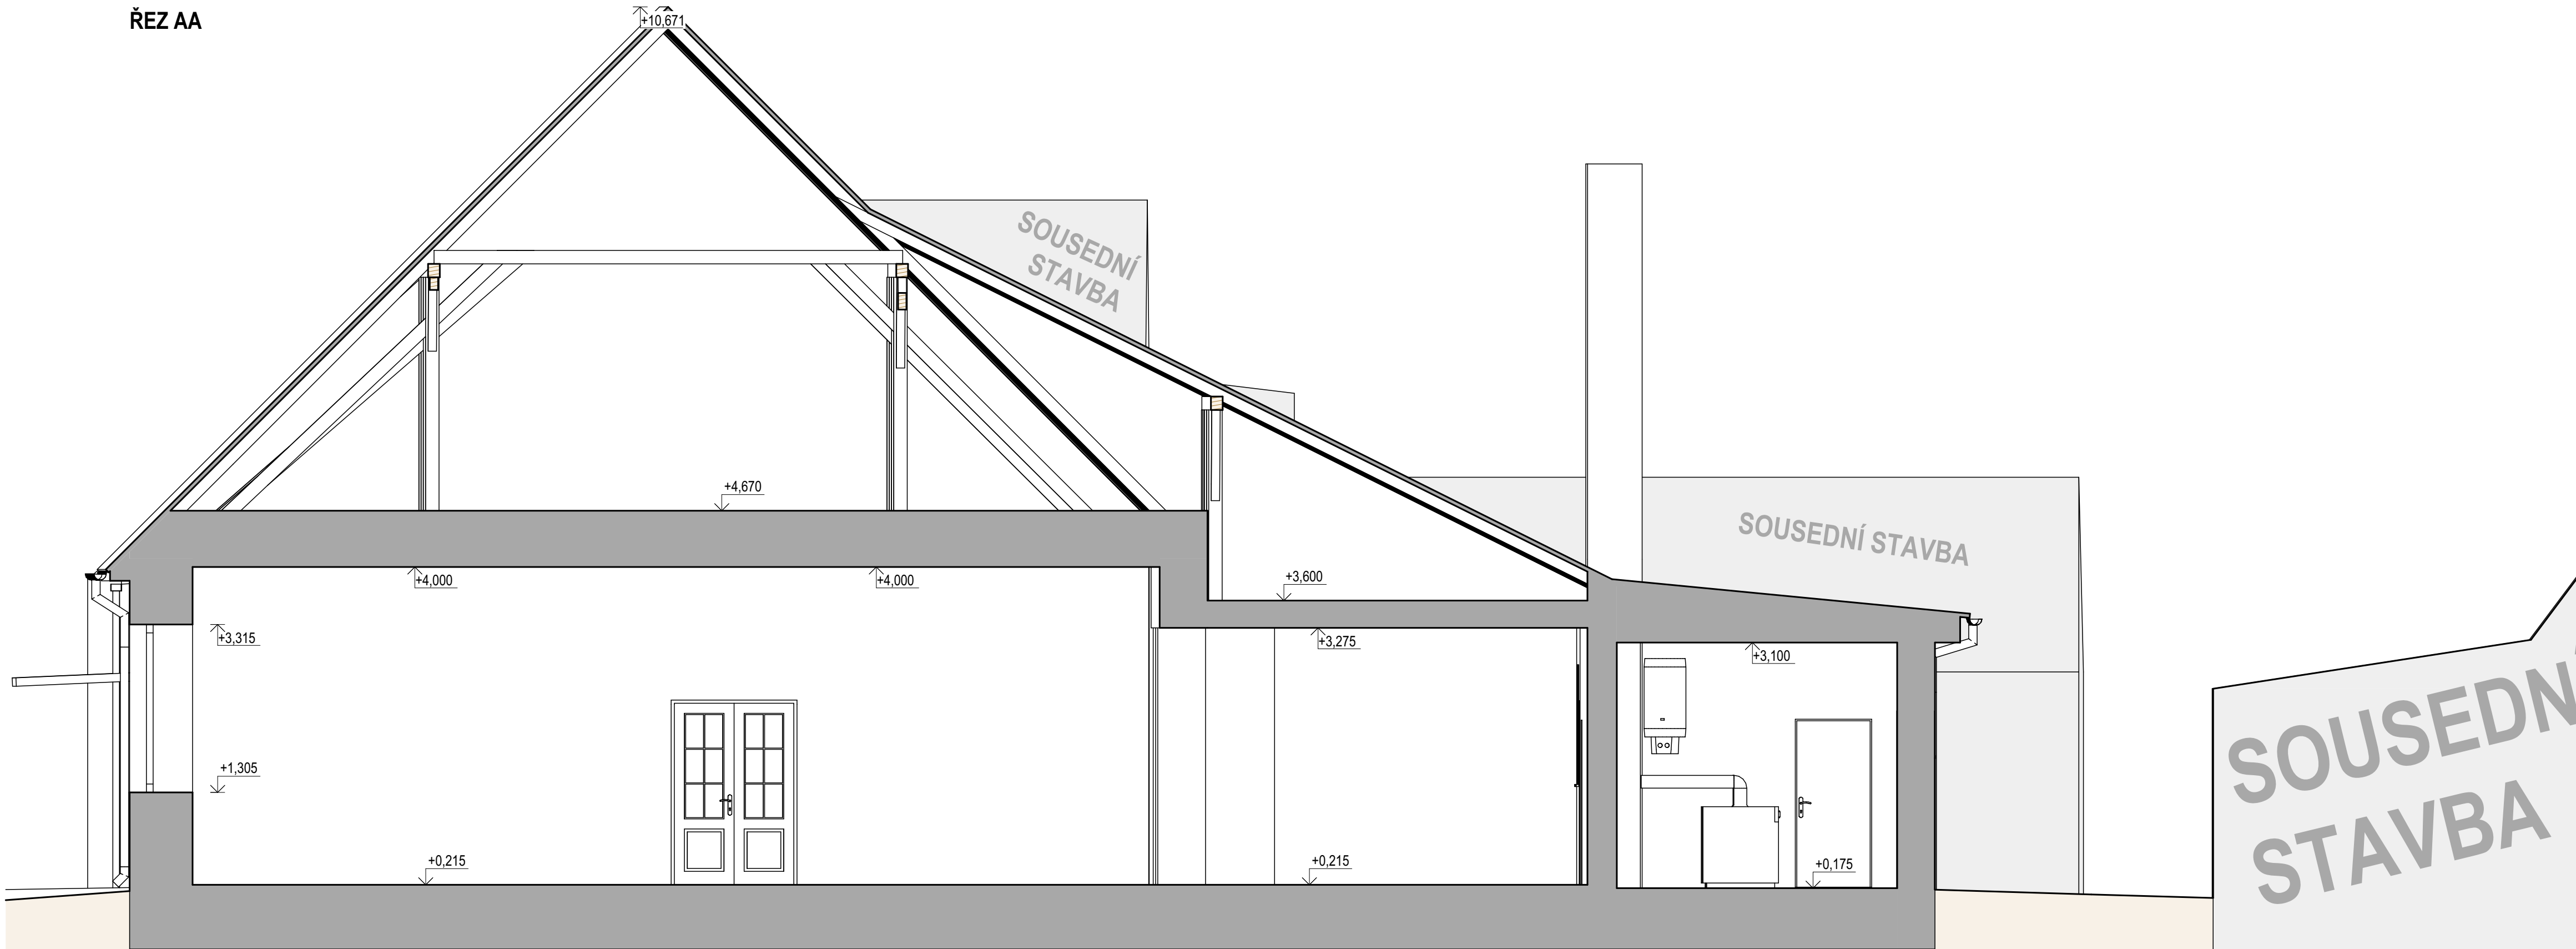 ŘEZ AA
+10,671
SOUSEDNÍ
STAVBA
+4,670
SOUSEDNÍ STAVBA
+4,000
+4,000
+3,600
+3,315
+3,275
+3,100
+1,305
+0,215
+0,215
+0,175
SOUSEDNÍ
STAVBA